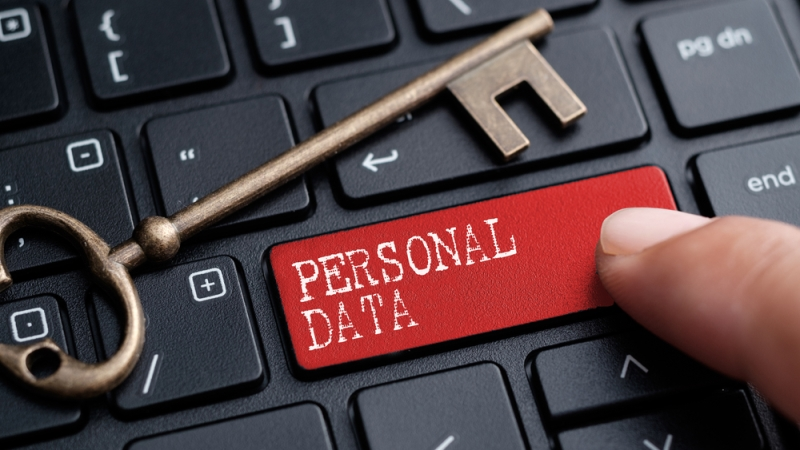 {
[
}
]
pg dn
“
end
PERSONAL
DATA
+
/